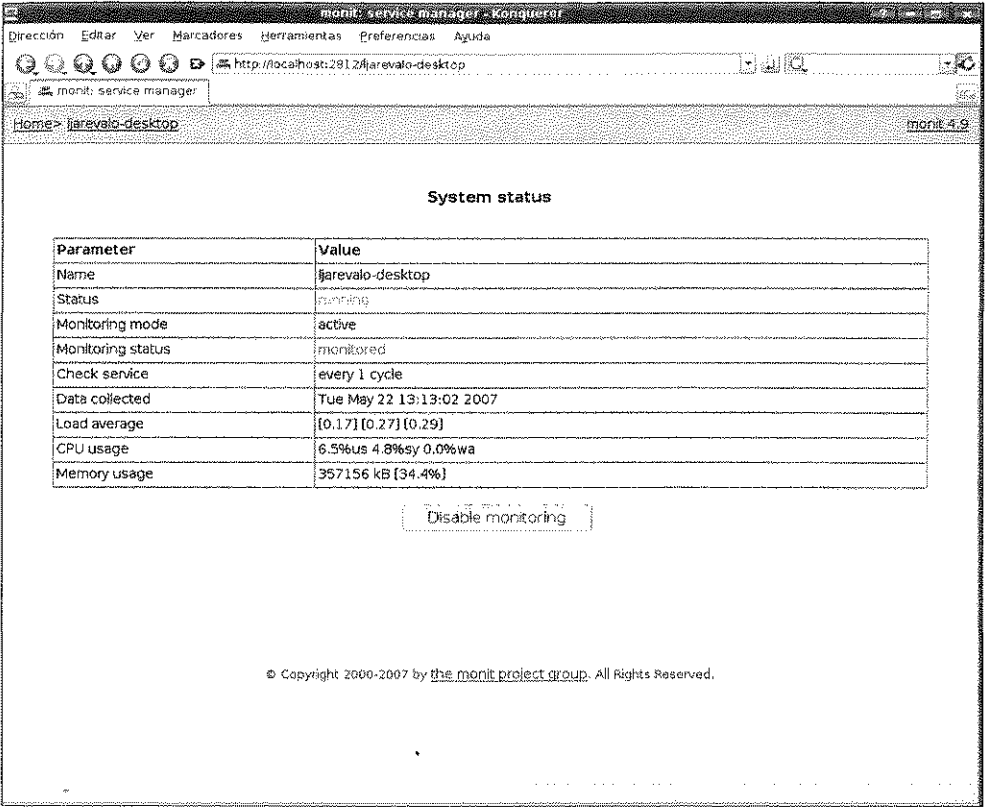 monit: service manager - Konqueror
Dirección Editar Ver Marcadores Herramientas Preferencias Ayuda
http://localhost:2812/ljarevalo-desktop
monit: service manager
Home> ljarevalo-desktop monit 4.9
System status
Parameter Value
Name ljarevalo-desktop
Status running
Monitoring mode active
Monitoring status monitored
Check service every 1 cycle
Data collected Tue May 22 13:13:02 2007
Load average [0.17] [0.27] [0.29]
CPU usage 6.5%us 4.8%sy 0.0%wa
Memory usage 357156 kB [34.4%]
Disable monitoring
© Copyright 2000-2007 by the monit project group. All Rights Reserved.